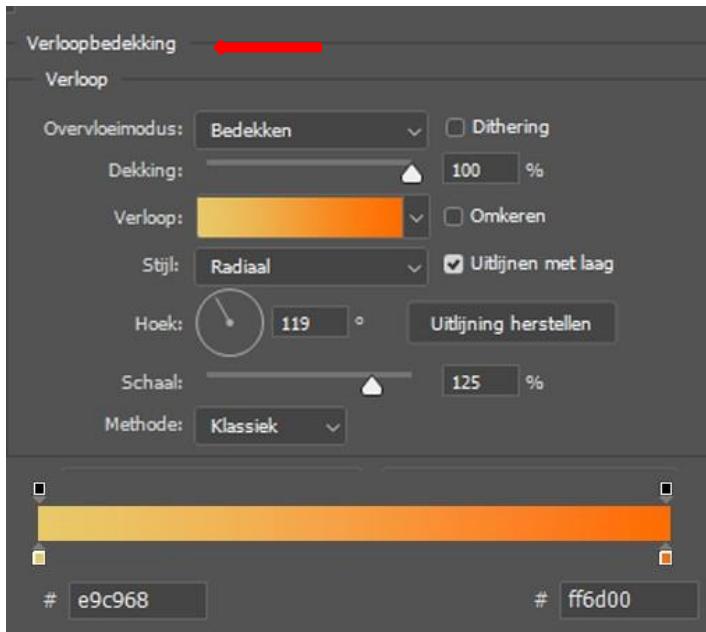 Verloopbedekking
Verloop
Overvloeimodus: Bedekken Dithering
Dekking: 100 %
Verloop: Omkeren
Stijl: Radiaal Uitlijnen met laag
Hoek: 119 ° Uitlijning herstellen
Schaal: 125 %
Methode: Klassiek
# e9c968 # ff6d00